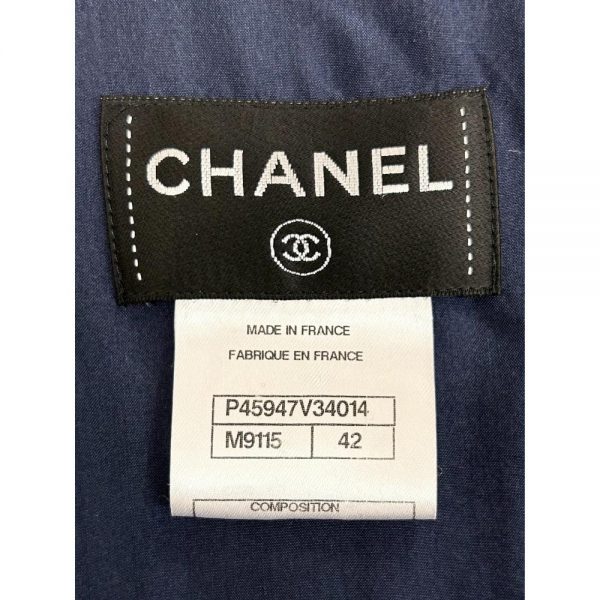 CHANEL
MADE IN FRANCE
FABRIQUE EN FRANCE
P45947V34014
M9115 42
COMPOSITION